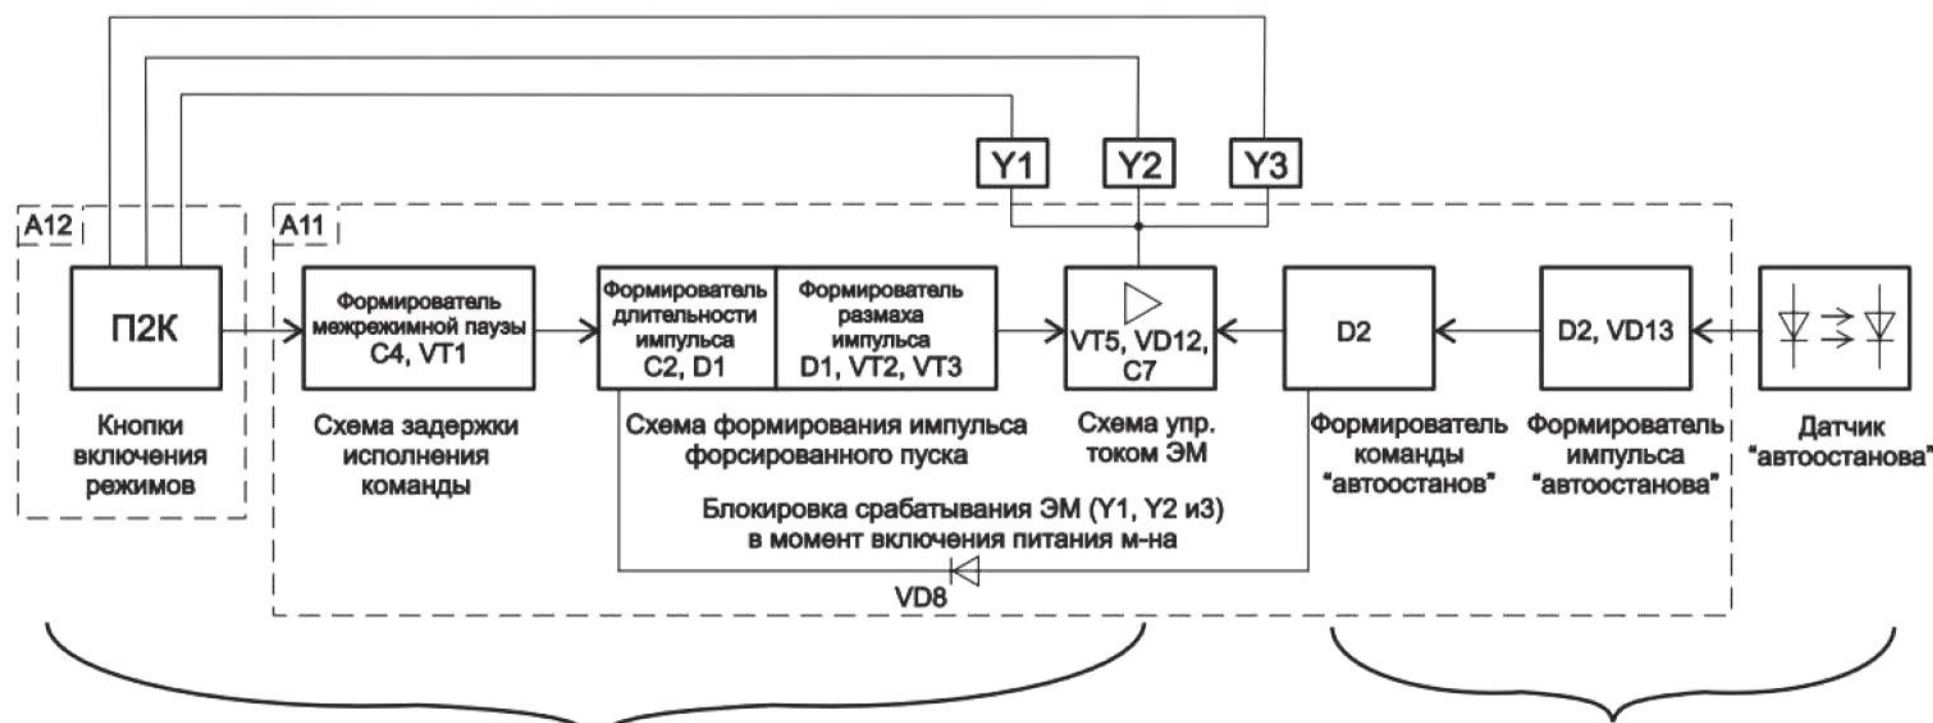 Y1
Y2
Y3
A12
A11
П2К
Формирователь
межрежимной паузы
C4, VT1
Формирователь
длительности
импульса
C2, D1
Формирователь
размаха
импульса
D1, VT2, VT3
VT5, VD12,
C7
D2
D2, VD13
Кнопки
включения
режимов
Схема задержки
исполнения
команды
Схема формирования импульса
форсированного пуска
Схема упр.
током ЭМ
Формирователь
команды
"автоостанов"
Формирователь
импульса
"автоостанова"
Датчик
"автоостанова"
Блокировка срабатывания ЭМ (Y1, Y2 и3)
в момент включения питания м-на
VD8